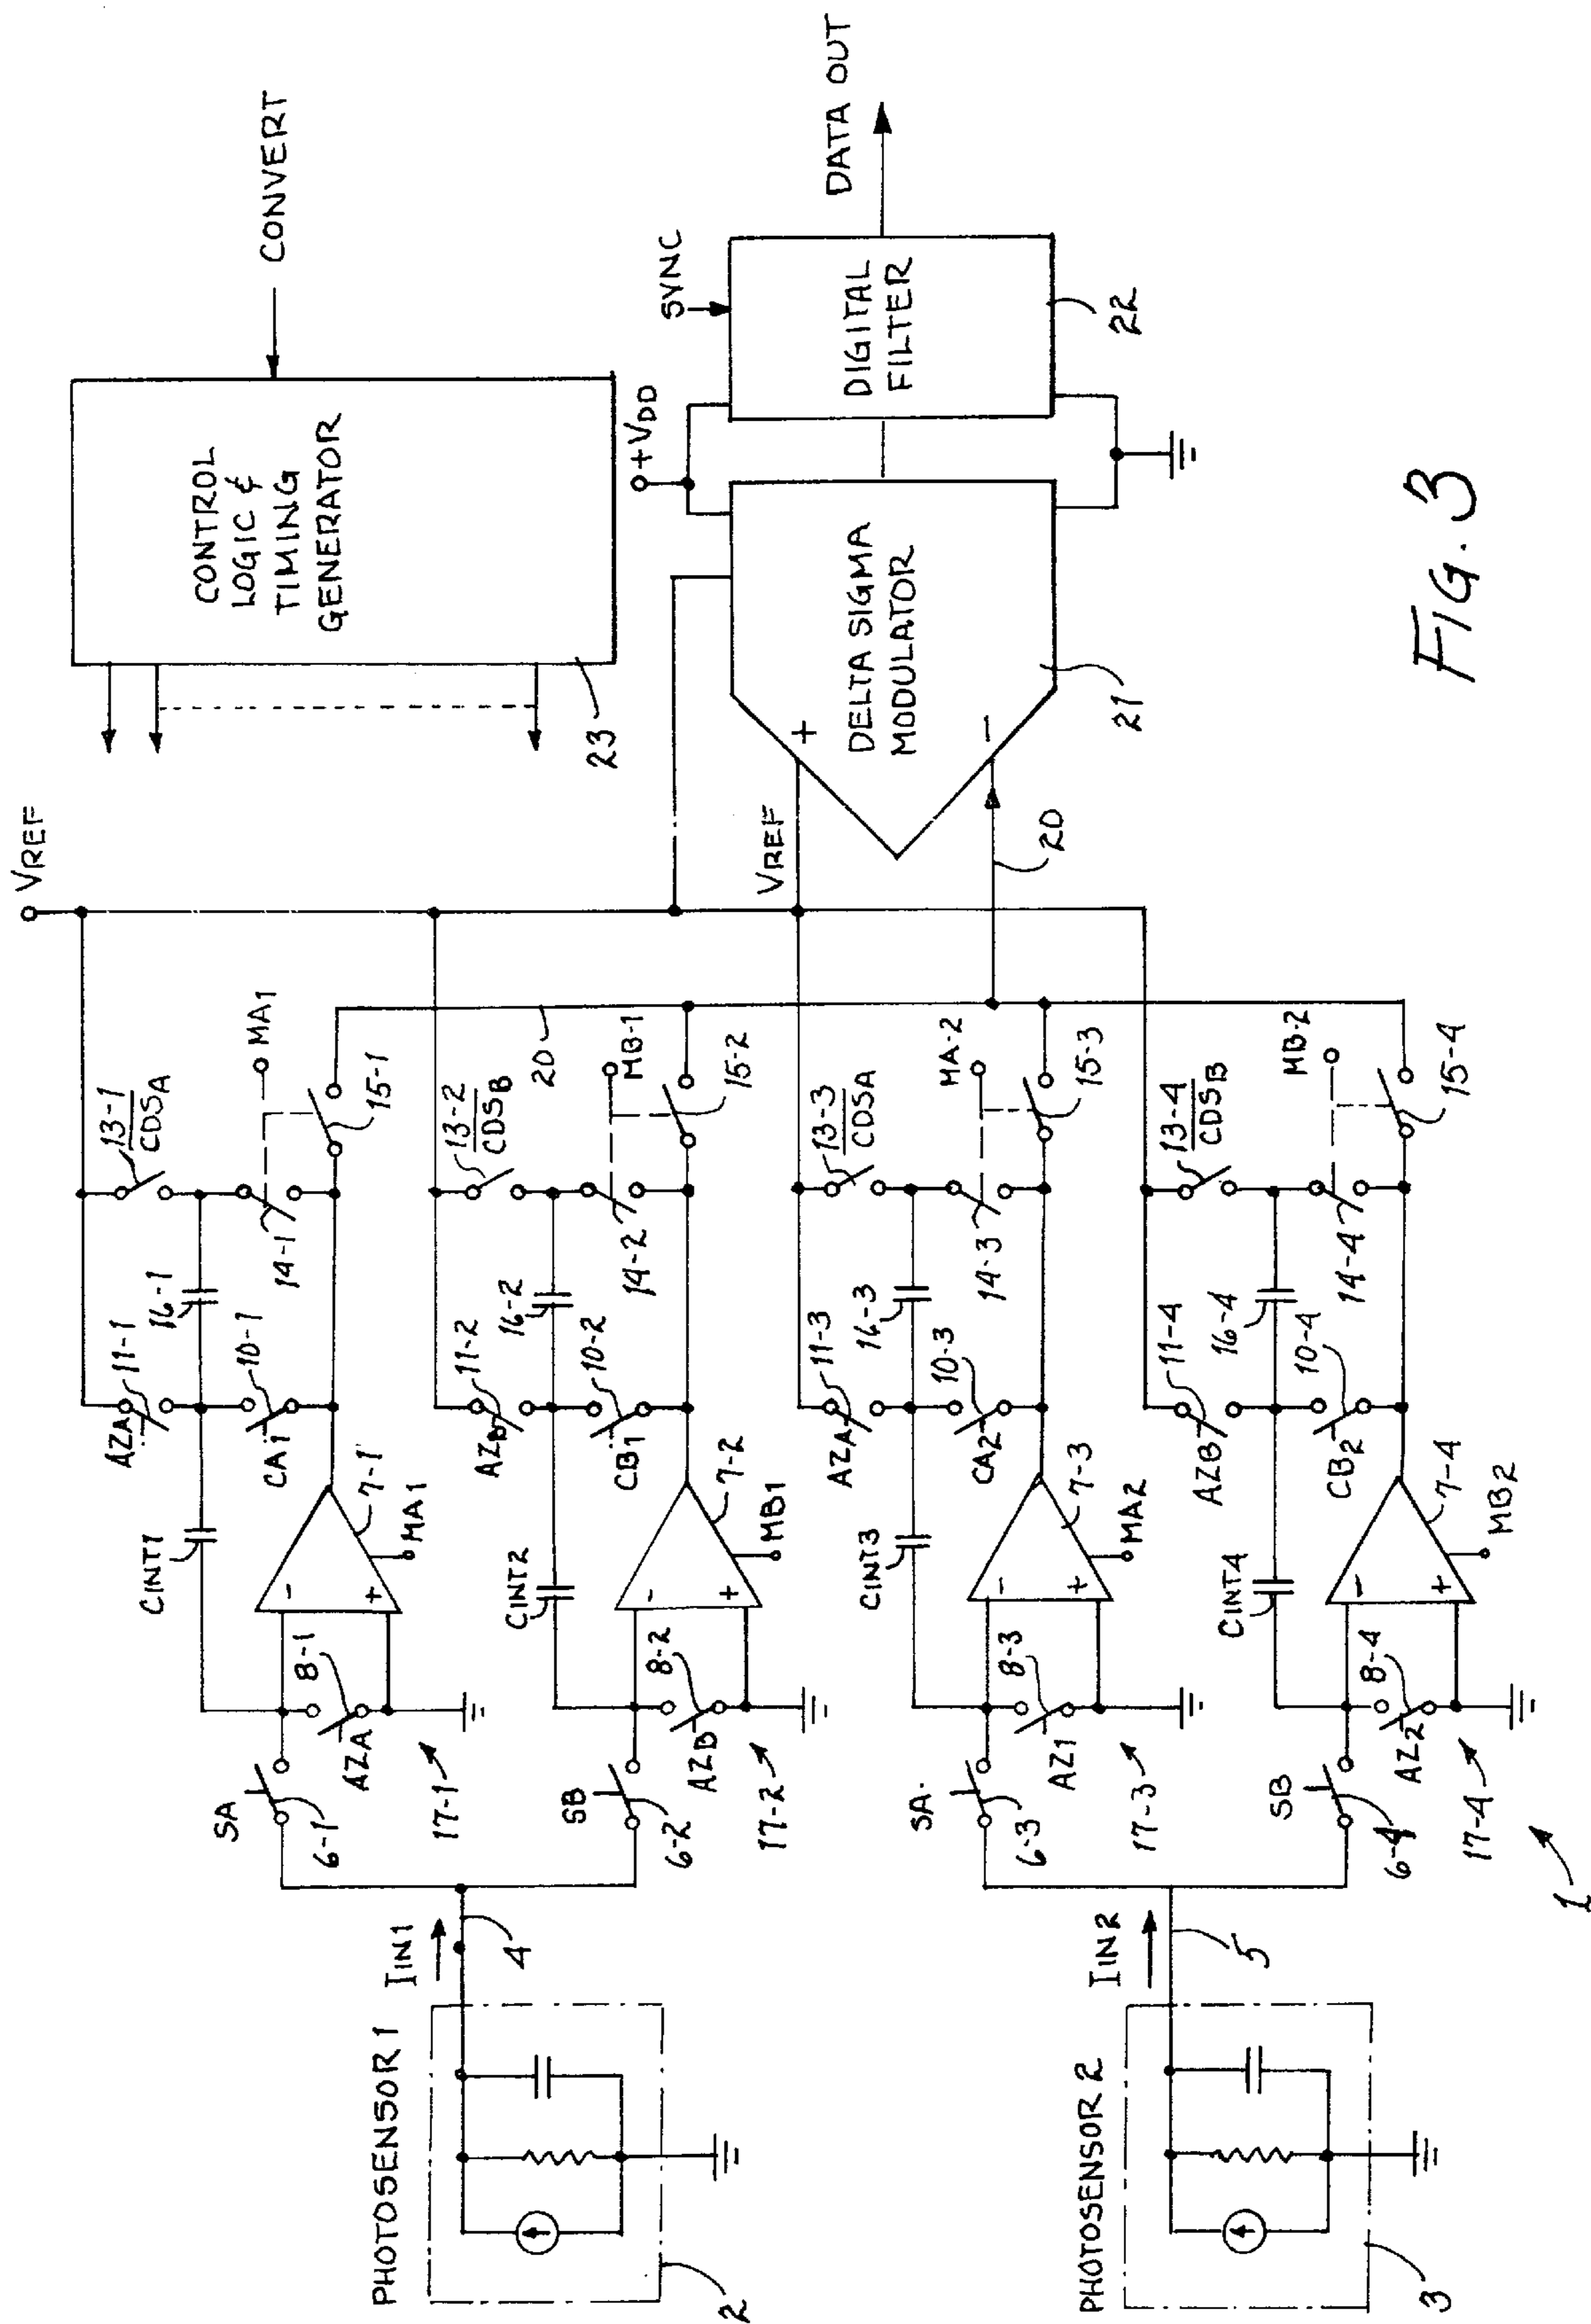 PHOTOSENSOR 1
2
IIN1
4
SA
6-1
SB
6-2
AZA
8-1
17-1
CINT1
-
+
7-1
MA1
AZA
11-1
CA1
10-1
16-1
13-1
CDSA
14-1
MA1
15-1
VREF
AZB
8-2
17-2
CINT2
-
+
7-2
MB1
11-2
CB1
10-2
16-2
13-2
CDSB
14-2
MB-1
15-2
20
PHOTOSENSOR 2
3
IIN2
5
SA
6-3
SB
6-4
AZ1
8-3
17-3
CINT3
-
+
7-3
MA2
AZA
11-3
CA2
10-3
16-3
13-3
CDSA
14-3
MA-2
15-3
AZ2
8-4
17-4
CINT4
-
+
7-4
MB2
AZB
11-4
CB2
10-4
16-4
13-4
CDSB
14-4
MB-2
15-4
1
CONTROL
LOGIC &
TIMING
GENERATOR
23
CONVERT
VREF
20
+
-
DELTA SIGMA
MODULATOR
21
+VDD
SYNC
DIGITAL
FILTER
22
DATA OUT
FIG. 3